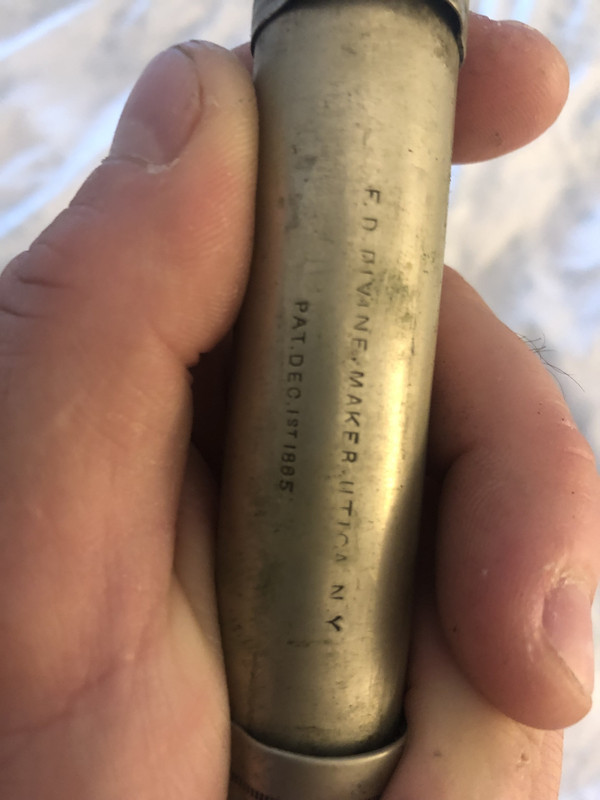 F. D. DIVINE. MAKER. UTICA N Y
PAT. DEC. 1ST 1885